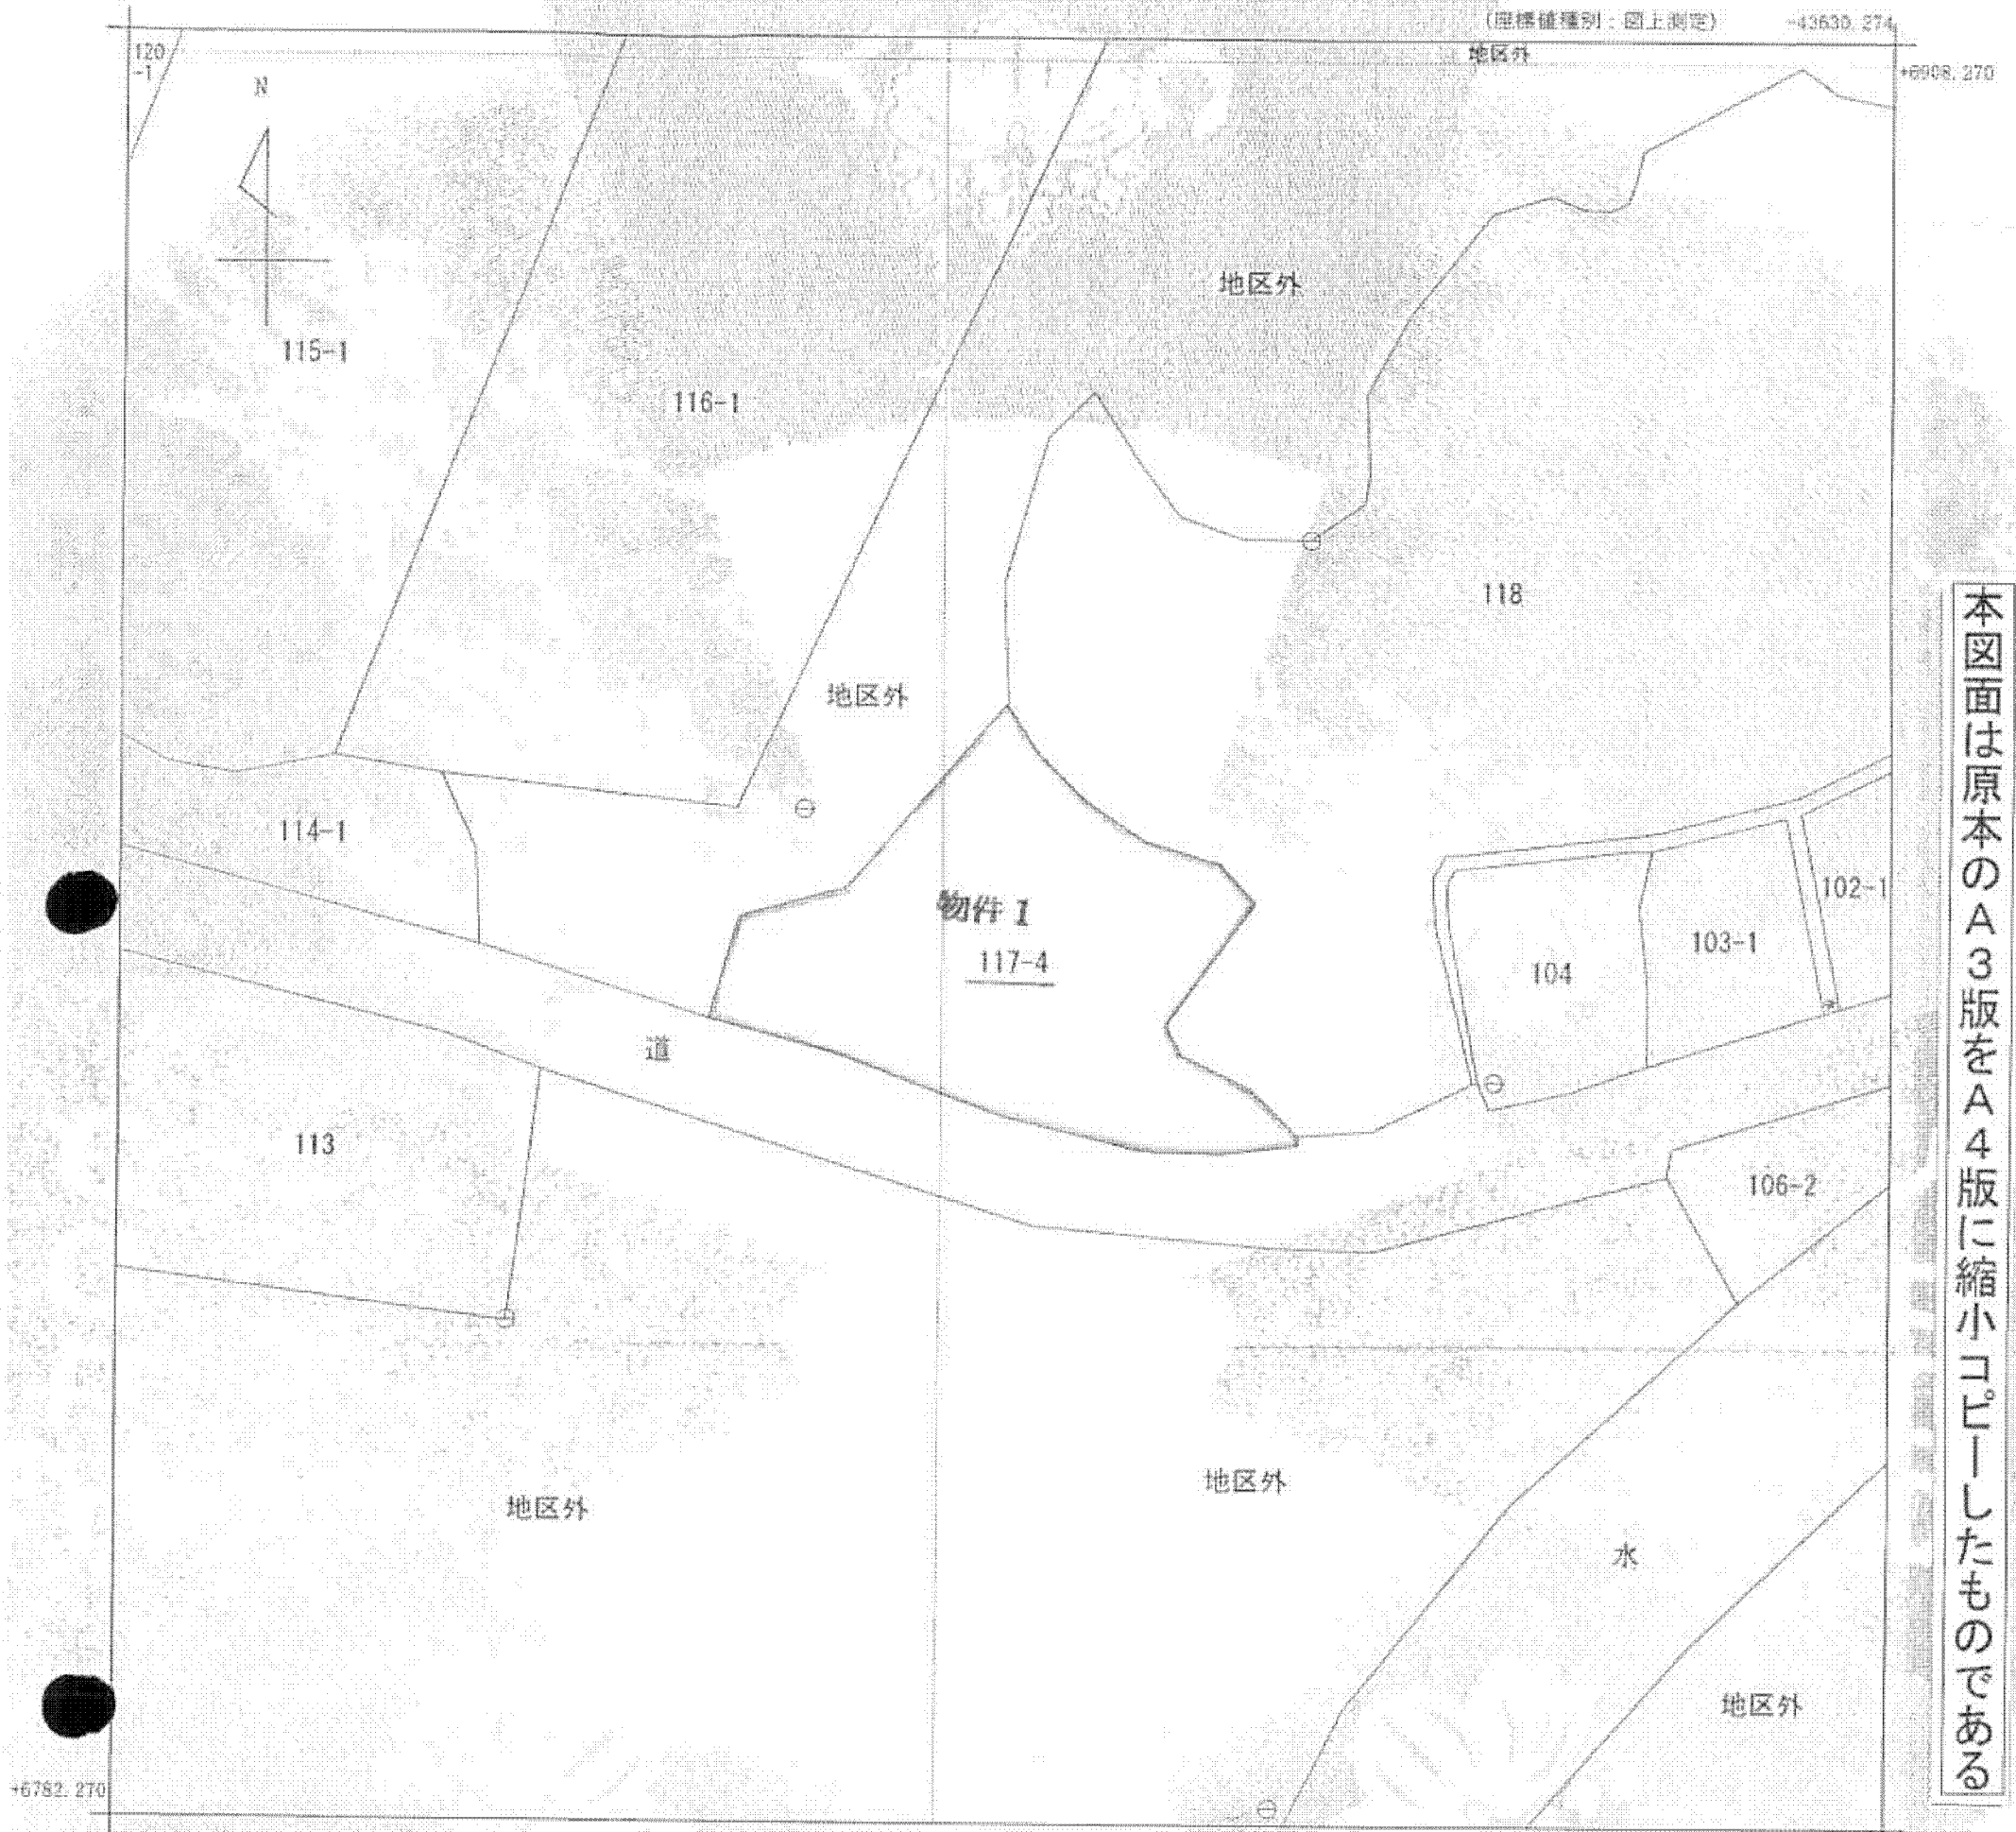 (座標値種別：図上測定)
-43630.274
120
-1
地区外
+6908.270
N
地区外
115-1
116-1
118
地区外
114-1
102-1
物件1
103-1
117-4
104
道
113
106-2
地区外
地区外
水
地区外
+6782.270
本図面は原本のA3版をA4版に縮小コピーしたものである